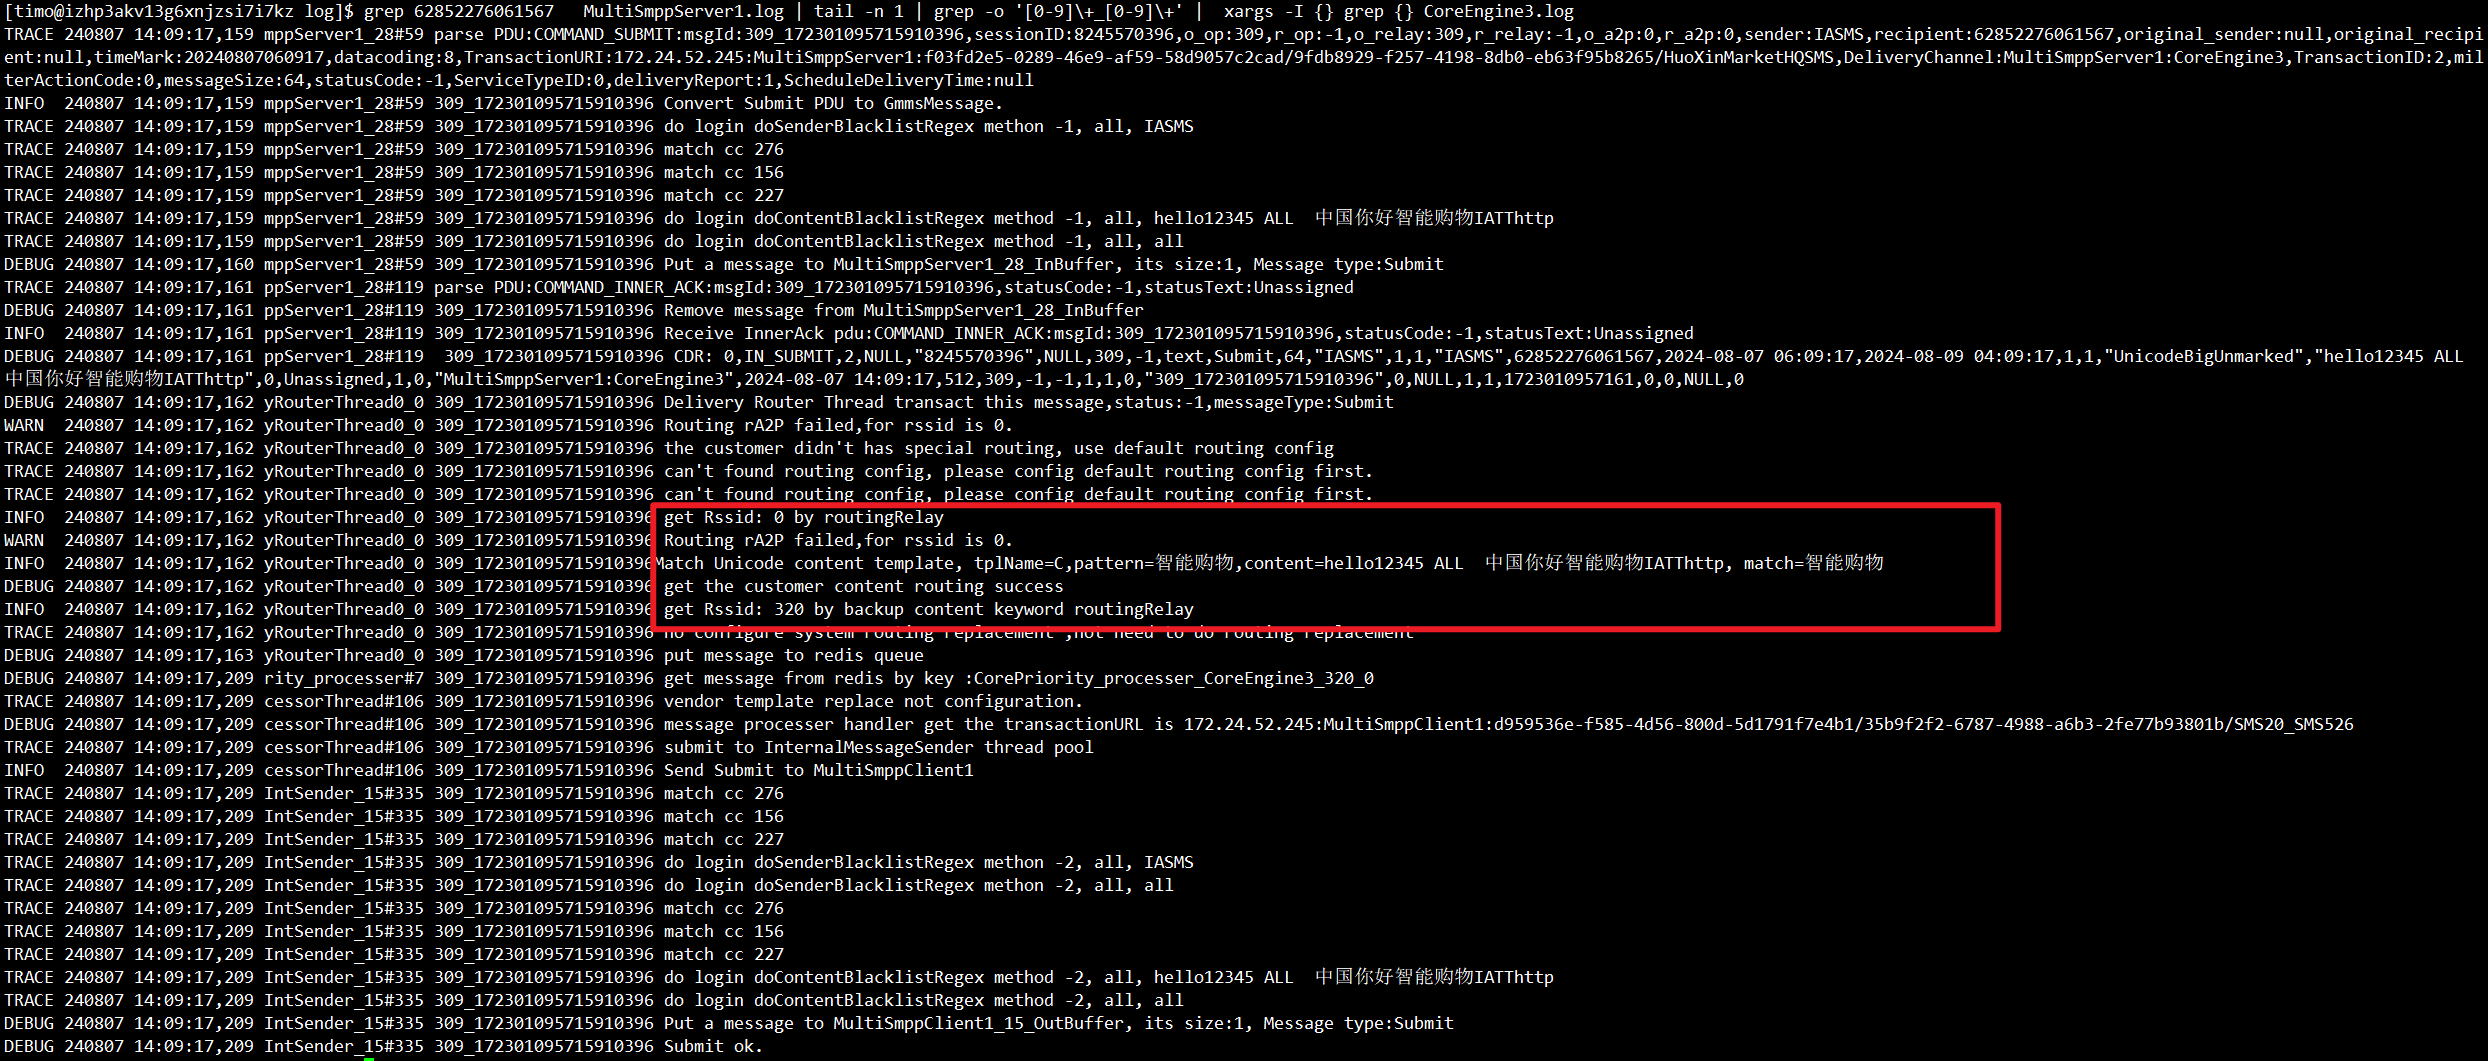 [timo@izhp3akv13g6xnjzsi7i7kz log]$ grep 62852276061567   MultiSmppServer1.log | tail -n 1 | grep -o '[0-9]\+_[0-9]\+' |  xargs -I {} grep {} CoreEngine3.log
TRACE 240807 14:09:17,159 mppServer1_28#59 parse PDU:COMMAND_SUBMIT:msgId:309_172301095715910396,sessionID:8245570396,o_op:309,r_op:-1,o_relay:309,r_relay:-1,o_a2p:0,r_a2p:0,sender:IASMS,recipient:62852276061567,original_sender:null,original_recipi
ent:null,timeMark:20240807060917,datacoding:8,TransactionURI:172.24.52.245:MultiSmppServer1:f03fd2e5-0289-46e9-af59-58d9057c2cad/9fdb8929-f257-4198-8db0-eb63f95b8265/HuoXinMarketHQSMS,DeliveryChannel:MultiSmppServer1:CoreEngine3,TransactionID:2,mil
terActionCode:0,messageSize:64,statusCode:-1,ServiceTypeID:0,deliveryReport:1,ScheduleDeliveryTime:null
INFO  240807 14:09:17,159 mppServer1_28#59 309_172301095715910396 Convert Submit PDU to GmmsMessage.
TRACE 240807 14:09:17,159 mppServer1_28#59 309_172301095715910396 do login doSenderBlacklistRegex methon -1, all, IASMS
TRACE 240807 14:09:17,159 mppServer1_28#59 309_172301095715910396 match cc 276
TRACE 240807 14:09:17,159 mppServer1_28#59 309_172301095715910396 match cc 156
TRACE 240807 14:09:17,159 mppServer1_28#59 309_172301095715910396 match cc 227
TRACE 240807 14:09:17,159 mppServer1_28#59 309_172301095715910396 do login doContentBlacklistRegex method -1, all, hello12345 ALL  中国你好智能购物IATThttp
TRACE 240807 14:09:17,159 mppServer1_28#59 309_172301095715910396 do login doContentBlacklistRegex method -1, all, all
DEBUG 240807 14:09:17,160 mppServer1_28#59 309_172301095715910396 Put a message to MultiSmppServer1_28_InBuffer, its size:1, Message type:Submit
TRACE 240807 14:09:17,161 ppServer1_28#119 parse PDU:COMMAND_INNER_ACK:msgId:309_172301095715910396,statusCode:-1,statusText:Unassigned
DEBUG 240807 14:09:17,161 ppServer1_28#119 309_172301095715910396 Remove message from MultiSmppServer1_28_InBuffer
INFO  240807 14:09:17,161 ppServer1_28#119 309_172301095715910396 Receive InnerAck pdu:COMMAND_INNER_ACK:msgId:309_172301095715910396,statusCode:-1,statusText:Unassigned
DEBUG 240807 14:09:17,161 ppServer1_28#119  309_172301095715910396 CDR: 0,IN_SUBMIT,2,NULL,"8245570396",NULL,309,-1,text,Submit,64,"IASMS",1,1,"IASMS",62852276061567,2024-08-07 06:09:17,2024-08-09 04:09:17,1,1,"UnicodeBigUnmarked","hello12345 ALL
中国你好智能购物IATThttp",0,Unassigned,1,0,"MultiSmppServer1:CoreEngine3",2024-08-07 14:09:17,512,309,-1,-1,1,1,0,"309_172301095715910396",0,NULL,1,1,1723010957161,0,0,NULL,0
DEBUG 240807 14:09:17,162 yRouterThread0_0 309_172301095715910396 Delivery Router Thread transact this message,status:-1,messageType:Submit
WARN  240807 14:09:17,162 yRouterThread0_0 309_172301095715910396 Routing rA2P failed,for rssid is 0.
TRACE 240807 14:09:17,162 yRouterThread0_0 309_172301095715910396 the customer didn't has special routing, use default routing config
TRACE 240807 14:09:17,162 yRouterThread0_0 309_172301095715910396 can't found routing config, please config default routing config first.
TRACE 240807 14:09:17,162 yRouterThread0_0 309_172301095715910396 can't found routing config, please config default routing config first.
INFO  240807 14:09:17,162 yRouterThread0_0 309_172301095715910396 get Rssid: 0 by routingRelay
WARN  240807 14:09:17,162 yRouterThread0_0 309_172301095715910396 Routing rA2P failed,for rssid is 0.
INFO  240807 14:09:17,162 yRouterThread0_0 309_172301095715910396Match Unicode content template, tplName=C,pattern=智能购物,content=hello12345 ALL  中国你好智能购物IATThttp, match=智能购物
DEBUG 240807 14:09:17,162 yRouterThread0_0 309_172301095715910396 get the customer content routing success
INFO  240807 14:09:17,162 yRouterThread0_0 309_172301095715910396 get Rssid: 320 by backup content keyword routingRelay
TRACE 240807 14:09:17,162 yRouterThread0_0 309_172301095715910396 no configure system routing replacement ,not need to do routing replacement
DEBUG 240807 14:09:17,163 yRouterThread0_0 309_172301095715910396 put message to redis queue
DEBUG 240807 14:09:17,209 rity_processer#7 309_172301095715910396 get message from redis by key :CorePriority_processer_CoreEngine3_320_0
TRACE 240807 14:09:17,209 cessorThread#106 309_172301095715910396 vendor template replace not configuration.
DEBUG 240807 14:09:17,209 cessorThread#106 309_172301095715910396 message processer handler get the transactionURL is 172.24.52.245:MultiSmppClient1:d959536e-f585-4d56-800d-5d1791f7e4b1/35b9f2f2-6787-4988-a6b3-2fe77b93801b/SMS20_SMS526
TRACE 240807 14:09:17,209 cessorThread#106 309_172301095715910396 submit to InternalMessageSender thread pool
INFO  240807 14:09:17,209 cessorThread#106 309_172301095715910396 Send Submit to MultiSmppClient1
TRACE 240807 14:09:17,209 IntSender_15#335 309_172301095715910396 match cc 276
TRACE 240807 14:09:17,209 IntSender_15#335 309_172301095715910396 match cc 156
TRACE 240807 14:09:17,209 IntSender_15#335 309_172301095715910396 match cc 227
TRACE 240807 14:09:17,209 IntSender_15#335 309_172301095715910396 do login doSenderBlacklistRegex methon -2, all, IASMS
TRACE 240807 14:09:17,209 IntSender_15#335 309_172301095715910396 do login doSenderBlacklistRegex methon -2, all, all
TRACE 240807 14:09:17,209 IntSender_15#335 309_172301095715910396 match cc 276
TRACE 240807 14:09:17,209 IntSender_15#335 309_172301095715910396 match cc 156
TRACE 240807 14:09:17,209 IntSender_15#335 309_172301095715910396 match cc 227
TRACE 240807 14:09:17,209 IntSender_15#335 309_172301095715910396 do login doContentBlacklistRegex method -2, all, hello12345 ALL  中国你好智能购物IATThttp
TRACE 240807 14:09:17,209 IntSender_15#335 309_172301095715910396 do login doContentBlacklistRegex method -2, all, all
DEBUG 240807 14:09:17,209 IntSender_15#335 309_172301095715910396 Put a message to MultiSmppClient1_15_OutBuffer, its size:1, Message type:Submit
DEBUG 240807 14:09:17,209 IntSender_15#335 309_172301095715910396 Submit ok.